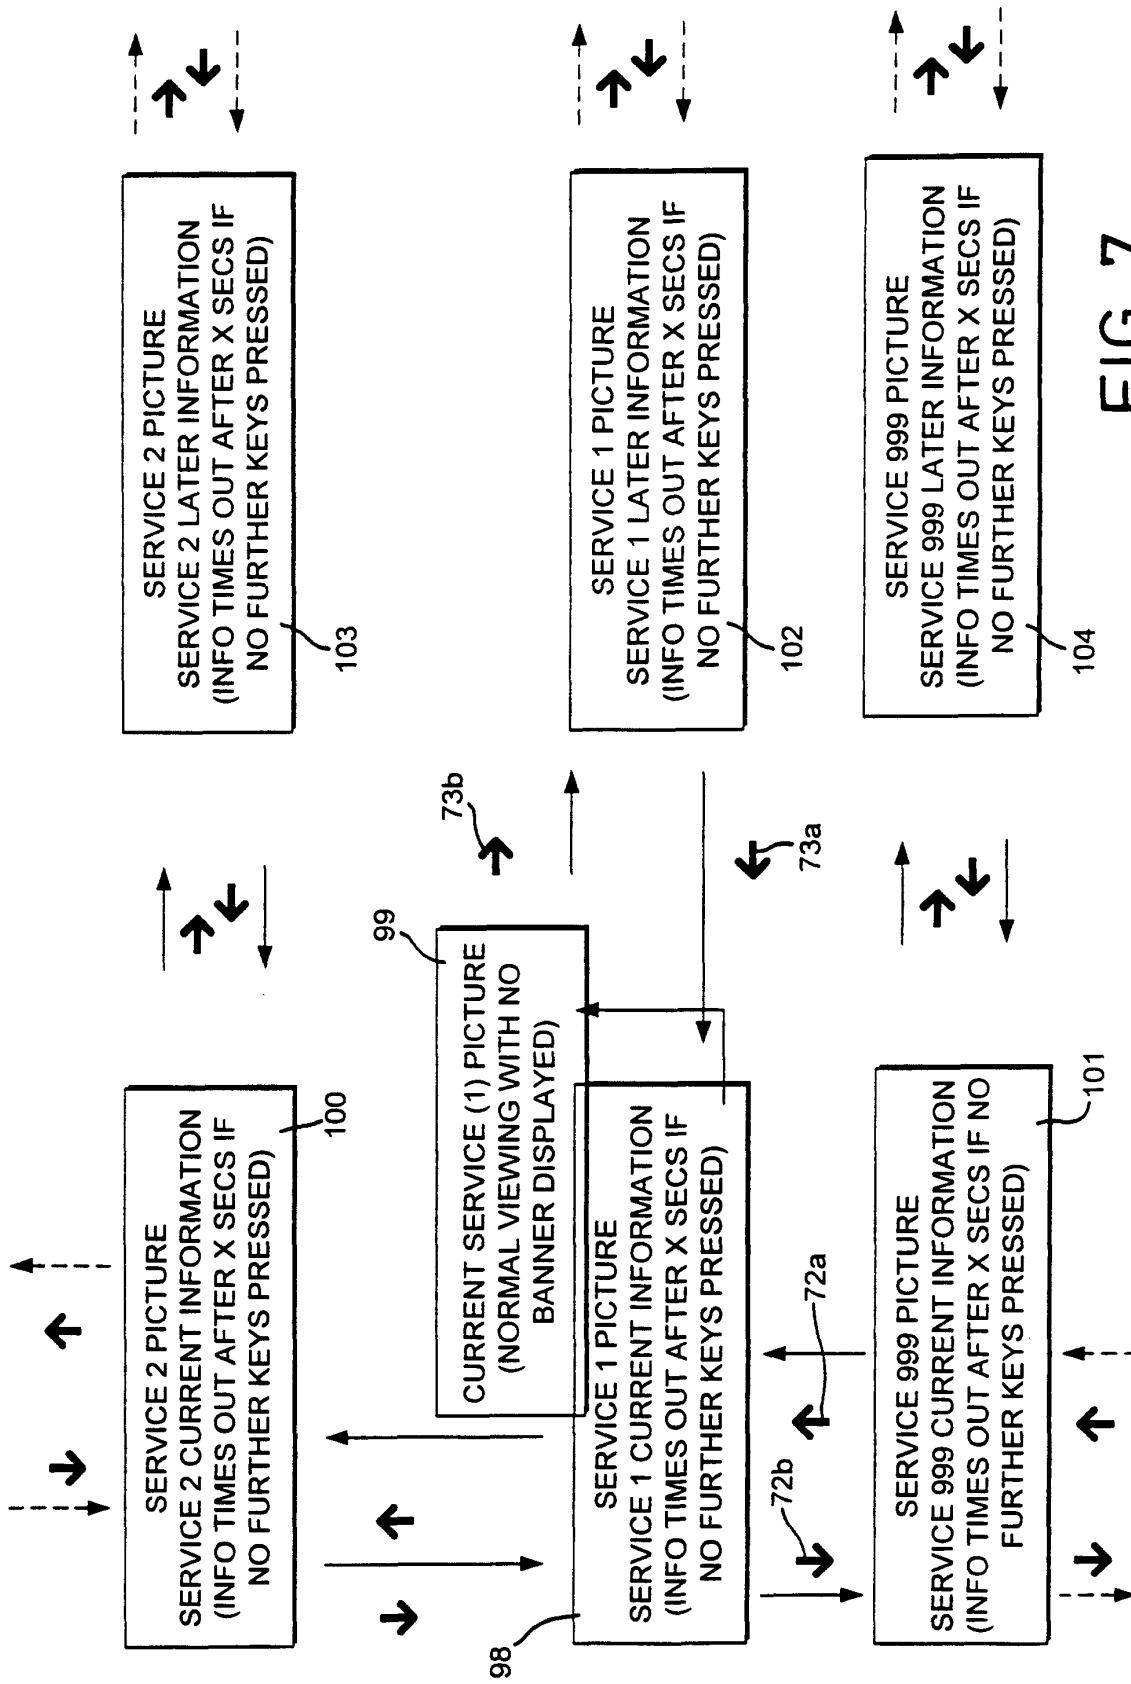 SERVICE 2 PICTURE
SERVICE 2 CURRENT INFORMATION
(INFO TIMES OUT AFTER X SECS IF
NO FURTHER KEYS PRESSED)
100
SERVICE 2 PICTURE
SERVICE 2 LATER INFORMATION
(INFO TIMES OUT AFTER X SECS IF
NO FURTHER KEYS PRESSED)
103
99
CURRENT SERVICE (1) PICTURE
(NORMAL VIEWING WITH NO
BANNER DISPLAYED)
73b
98
SERVICE 1 PICTURE
SERVICE 1 CURRENT INFORMATION
(INFO TIMES OUT AFTER X SECS IF
NO FURTHER KEYS PRESSED)
SERVICE 1 PICTURE
SERVICE 1 LATER INFORMATION
(INFO TIMES OUT AFTER X SECS IF
NO FURTHER KEYS PRESSED)
102
73a
72b
72a
SERVICE 999 PICTURE
SERVICE 999 CURRENT INFORMATION
(INFO TIMES OUT AFTER X SECS IF NO
FURTHER KEYS PRESSED)
101
SERVICE 999 PICTURE
SERVICE 999 LATER INFORMATION
(INFO TIMES OUT AFTER X SECS IF
NO FURTHER KEYS PRESSED)
104
FIG 7